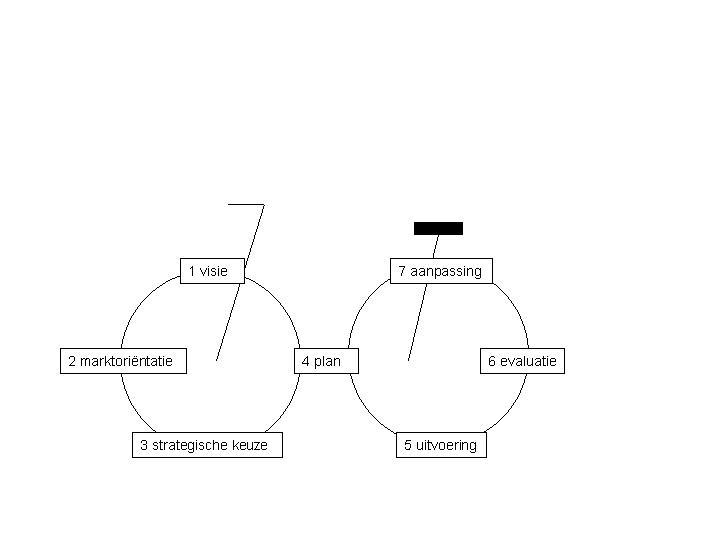 1 visie
7 aanpassing
2 marktoriëntatie
4 plan
6 evaluatie
3 strategische keuze
5 uitvoering